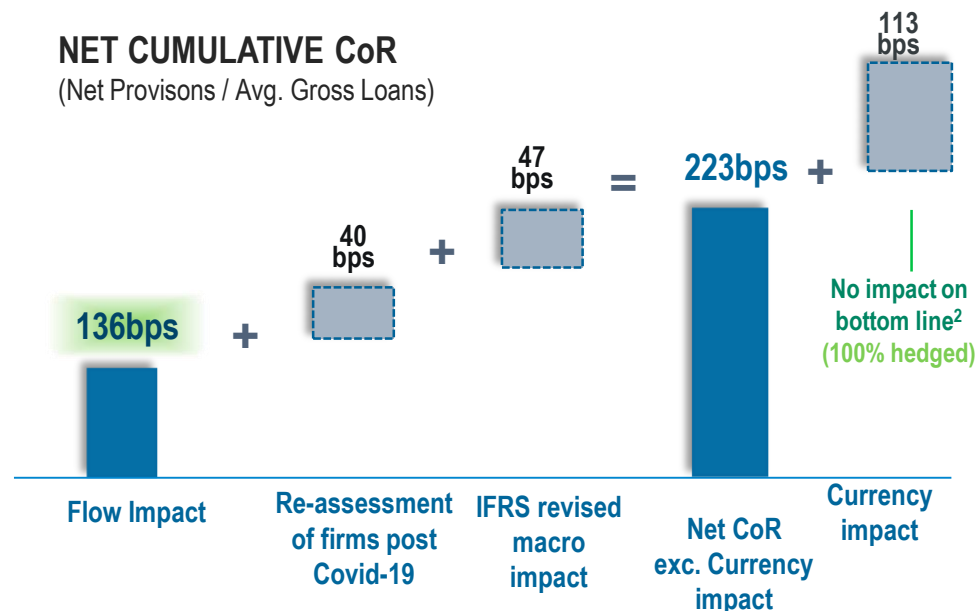 NET CUMULATIVE CoR
(Net Provisons / Avg. Gross Loans)
136bps
+
40
bps
+
47
bps
=
223bps
+
113
bps
No impact on
bottom line²
(100% hedged)
Flow Impact
Re-assessment
of firms post
Covid-19
IFRS revised
macro
impact
Net CoR
exc. Currency
impact
Currency
impact